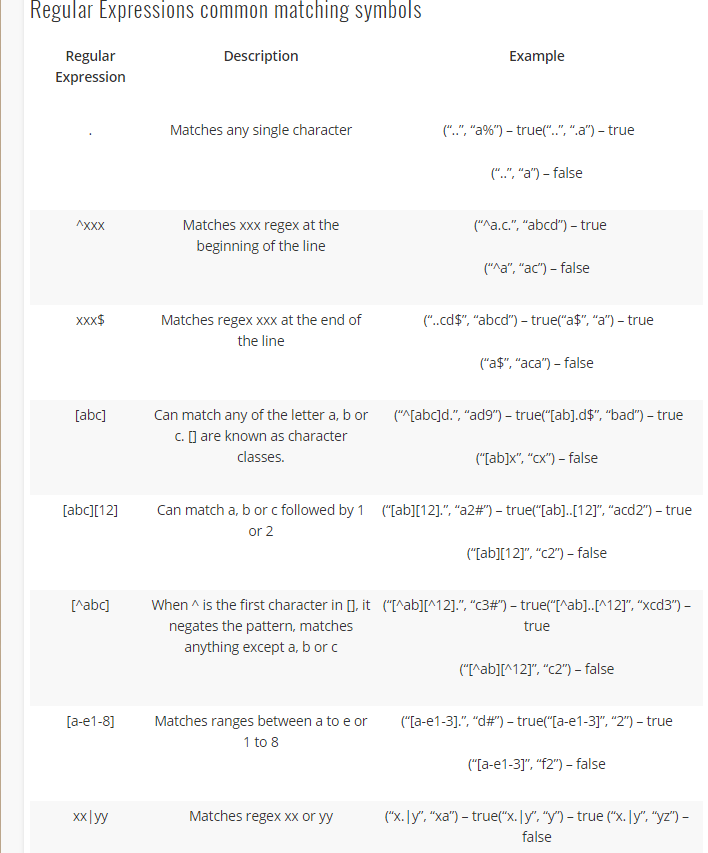 Regular Expressions common matching symbols
Regular Expression
Description
Example
.
Matches any single character
(“..”, “a%”) – true(“..”, “.a”) – true
(“..”, “a”) – false
^xxx
Matches xxx regex at the
beginning of the line
(“^a.c.”, “abcd”) – true
(“^a”, “ac”) – false
xxx$
Matches regex xxx at the end of
the line
(“..cd$”, “abcd”) – true(“a$”, “a”) – true
(“a$”, “aca”) – false
[abc]
Can match any of the letter a, b or
c. [] are known as character
classes.
(“^[abc]d.”, “ad9”) – true(“[ab].d$”, “bad”) – true
(“[ab]x”, “cx”) – false
[abc][12]
Can match a, b or c followed by 1
or 2
(“[ab][12].”, “a2#”) – true(“[ab]..[12]”, “acd2”) – true
(“[ab][12]”, “c2”) – false
[^abc]
When ^ is the first character in [], it
negates the pattern, matches
anything except a, b or c
(“[^ab][^12].”, “c3#”) – true(“[^ab]..[^12]”, “xcd3”) –
true
(“[^ab][^12]”, “c2”) – false
[a-e1-8]
Matches ranges between a to e or
1 to 8
(“[a-e1-3].”, “d#”) – true(“[a-e1-3]”, “2”) – true
(“[a-e1-3]”, “f2”) – false
xx|yy
Matches regex xx or yy
(“x.|y”, “xa”) – true(“x.|y”, “y”) – true (“x.|y”, “yz”) –
false